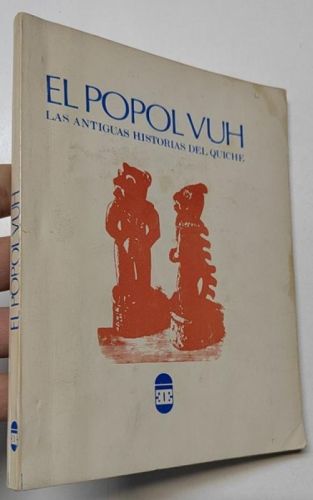 EL POPOL VUH
LAS ANTIGUAS HISTORIAS DEL QUICHE
EL POPOL VUH